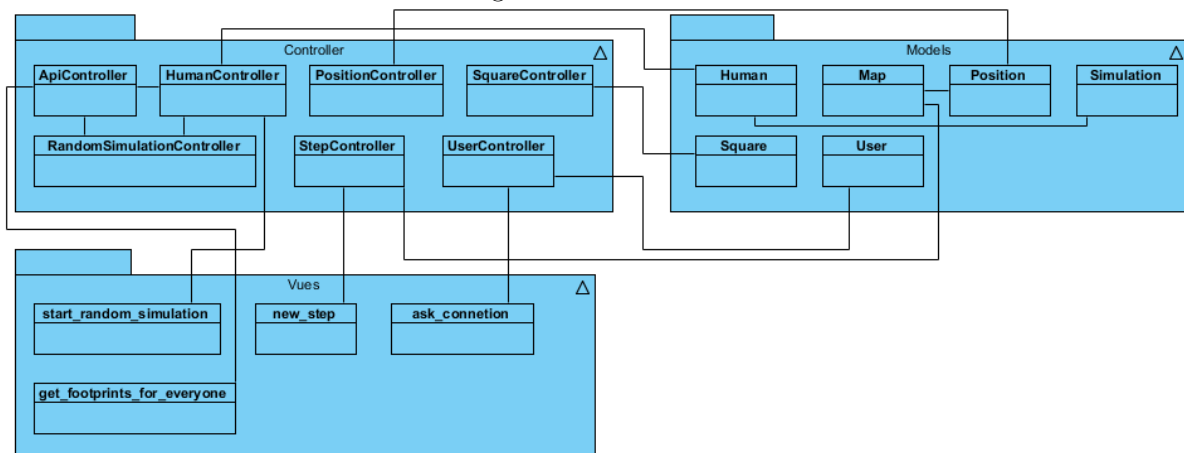 Controller
ApiController
HumanController
PositionController
SquareController
RandomSimulationController
StepController
UserController
Models
Human
Map
Position
Simulation
Square
User
Vues
start_random_simulation
new_step
ask_connetion
get_footprints_for_everyone